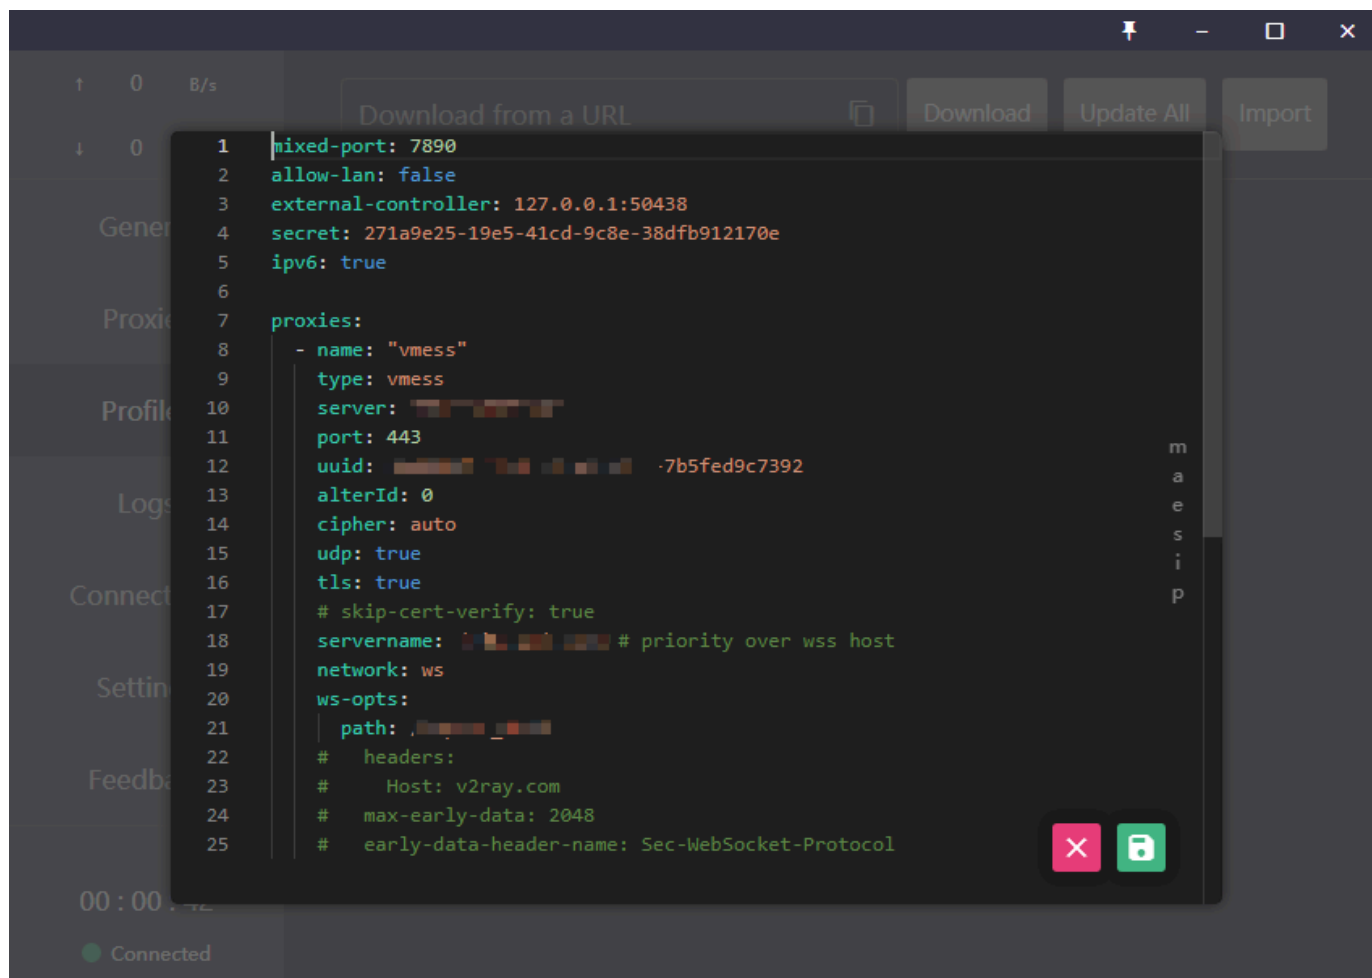 ↑ 0 B/s
Download from a URL Download Update All Import
↓ 0
Gener
Proxi
Profil
Logs
Connect
Settin
Feedba
00 : 00 : 42
Connected
1 mixed-port: 7890
2 allow-lan: false
3 external-controller: 127.0.0.1:50438
4 secret: 271a9e25-19e5-41cd-9c8e-38dfb912170e
5 ipv6: true
6
7 proxies:
8 - name: "vmess"
9 type: vmess
10 server:
11 port: 443
12 uuid: -7b5fed9c7392
13 alterId: 0
14 cipher: auto
15 udp: true
16 tls: true
17 # skip-cert-verify: true
18 servername: # priority over wss host
19 network: ws
20 ws-opts:
21 path:
22 # headers:
23 # Host: v2ray.com
24 # max-early-data: 2048
25 # early-data-header-name: Sec-WebSocket-Protocol
m
a
e
s
i
p